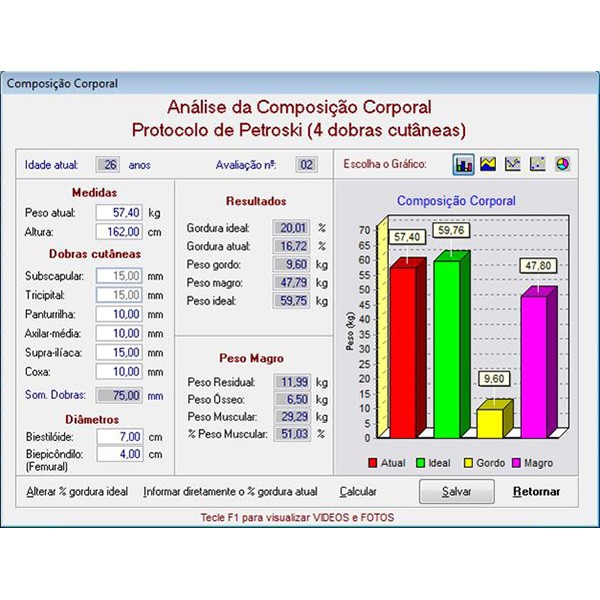 Composição Corporal
Análise da Composição Corporal
Protocolo de Petroski (4 dobras cutâneas)
Idade atual: 26 anos
Avaliação nº: 02
Escolha o Gráfico:
Medidas
Peso atual: 57,40 kg
Altura: 162,00 cm
Dobras cutâneas
Subscapular: 15,00 mm
Tricipital: 15,00 mm
Panturrilha: 10,00 mm
Axilar-média: 10,00 mm
Supra-ilíaca: 15,00 mm
Coxa: 10,00 mm
Som. Dobras: 75,00 mm
Diâmetros
Biestilóide: 7,00 cm
Biepicôndilo: 4,00 cm
(Femural)
Resultados
Gordura ideal: 20,01 %
Gordura atual: 16,72 %
Peso gordo: 9,60 kg
Peso magro: 47,79 kg
Peso ideal: 59,75 kg
Peso Magro
Peso Residual: 11,99 kg
Peso Ósseo: 6,50 kg
Peso Muscular: 29,29 kg
% Peso Muscular: 51,03 %
Composição Corporal
Peso (kg)
70
65
60
55
50
45
40
35
30
25
20
15
10
5
0
57,40
59,76
9,60
47,80
Atual Ideal Gordo Magro
Alterar % gordura ideal Informar diretamente o % gordura atual Calcular Salvar Retornar
Tecle F1 para visualizar VIDEOS e FOTOS